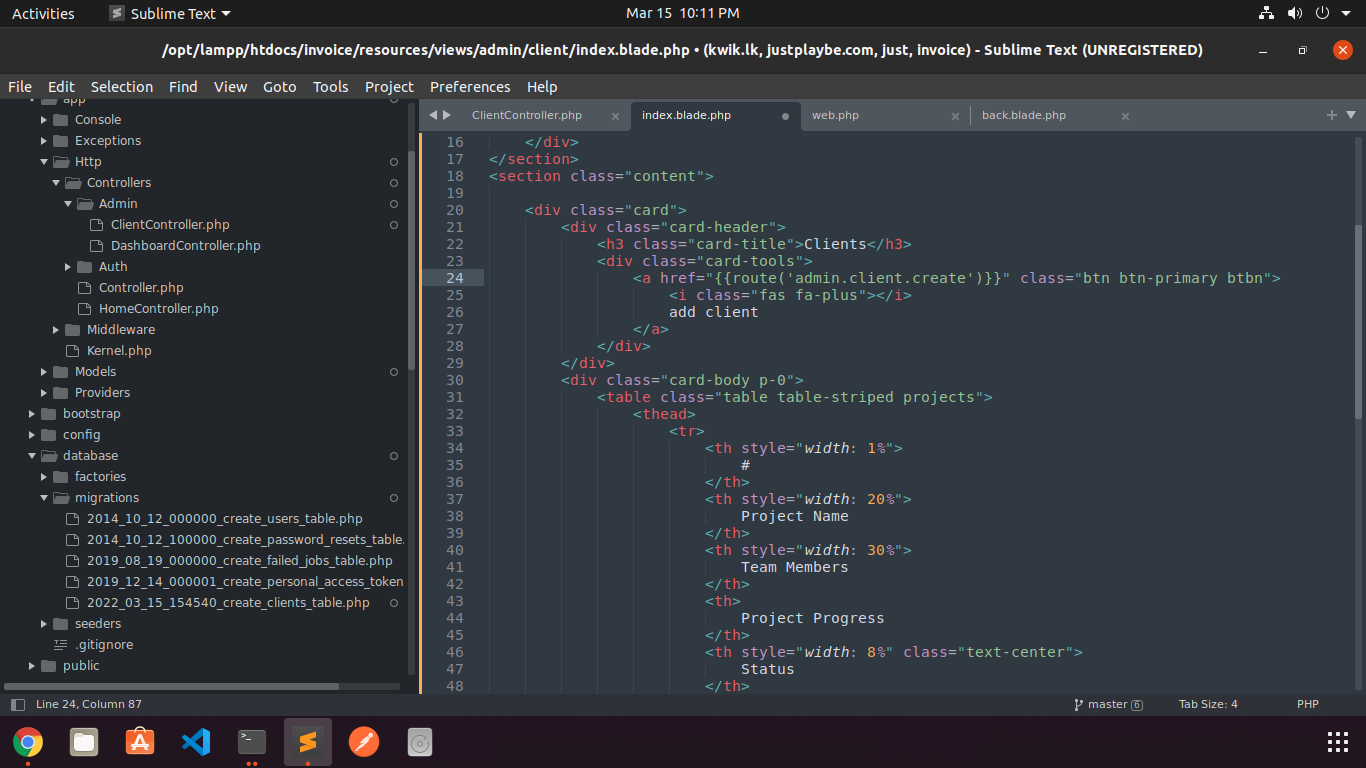 Activities
Sublime Text
Mar 15 10:11 PM
/opt/lampp/htdocs/invoice/resources/views/admin/client/index.blade.php • (kwik.lk, justplaybe.com, just, invoice) - Sublime Text (UNREGISTERED)
File Edit Selection Find View Goto Tools Project Preferences Help
app
Console
Exceptions
Http
Controllers
Admin
ClientController.php
DashboardController.php
Auth
Controller.php
HomeController.php
Middleware
Kernel.php
Models
Providers
bootstrap
config
database
factories
migrations
2014_10_12_000000_create_users_table.php
2014_10_12_100000_create_password_resets_table.
2019_08_19_000000_create_failed_jobs_table.php
2019_12_14_000001_create_personal_access_token
2022_03_15_154540_create_clients_table.php
seeders
.gitignore
public
ClientController.php
index.blade.php
web.php
back.blade.php
16 </div>
17 </section>
18 <section class="content">
19
20 <div class="card">
21 <div class="card-header">
22 <h3 class="card-title">Clients</h3>
23 <div class="card-tools">
24 <a href="{{route('admin.client.create')}}" class="btn btn-primary btbn">
25 <i class="fas fa-plus"></i>
26 add client
27 </a>
28 </div>
29 </div>
30 <div class="card-body p-0">
31 <table class="table table-striped projects">
32 <thead>
33 <tr>
34 <th style="width: 1%">
35 #
36 </th>
37 <th style="width: 20%">
38 Project Name
39 </th>
40 <th style="width: 30%">
41 Team Members
42 </th>
43 <th>
44 Project Progress
45 </th>
46 <th style="width: 8%" class="text-center">
47 Status
48 </th>
Line 24, Column 87
master 6
Tab Size: 4
PHP